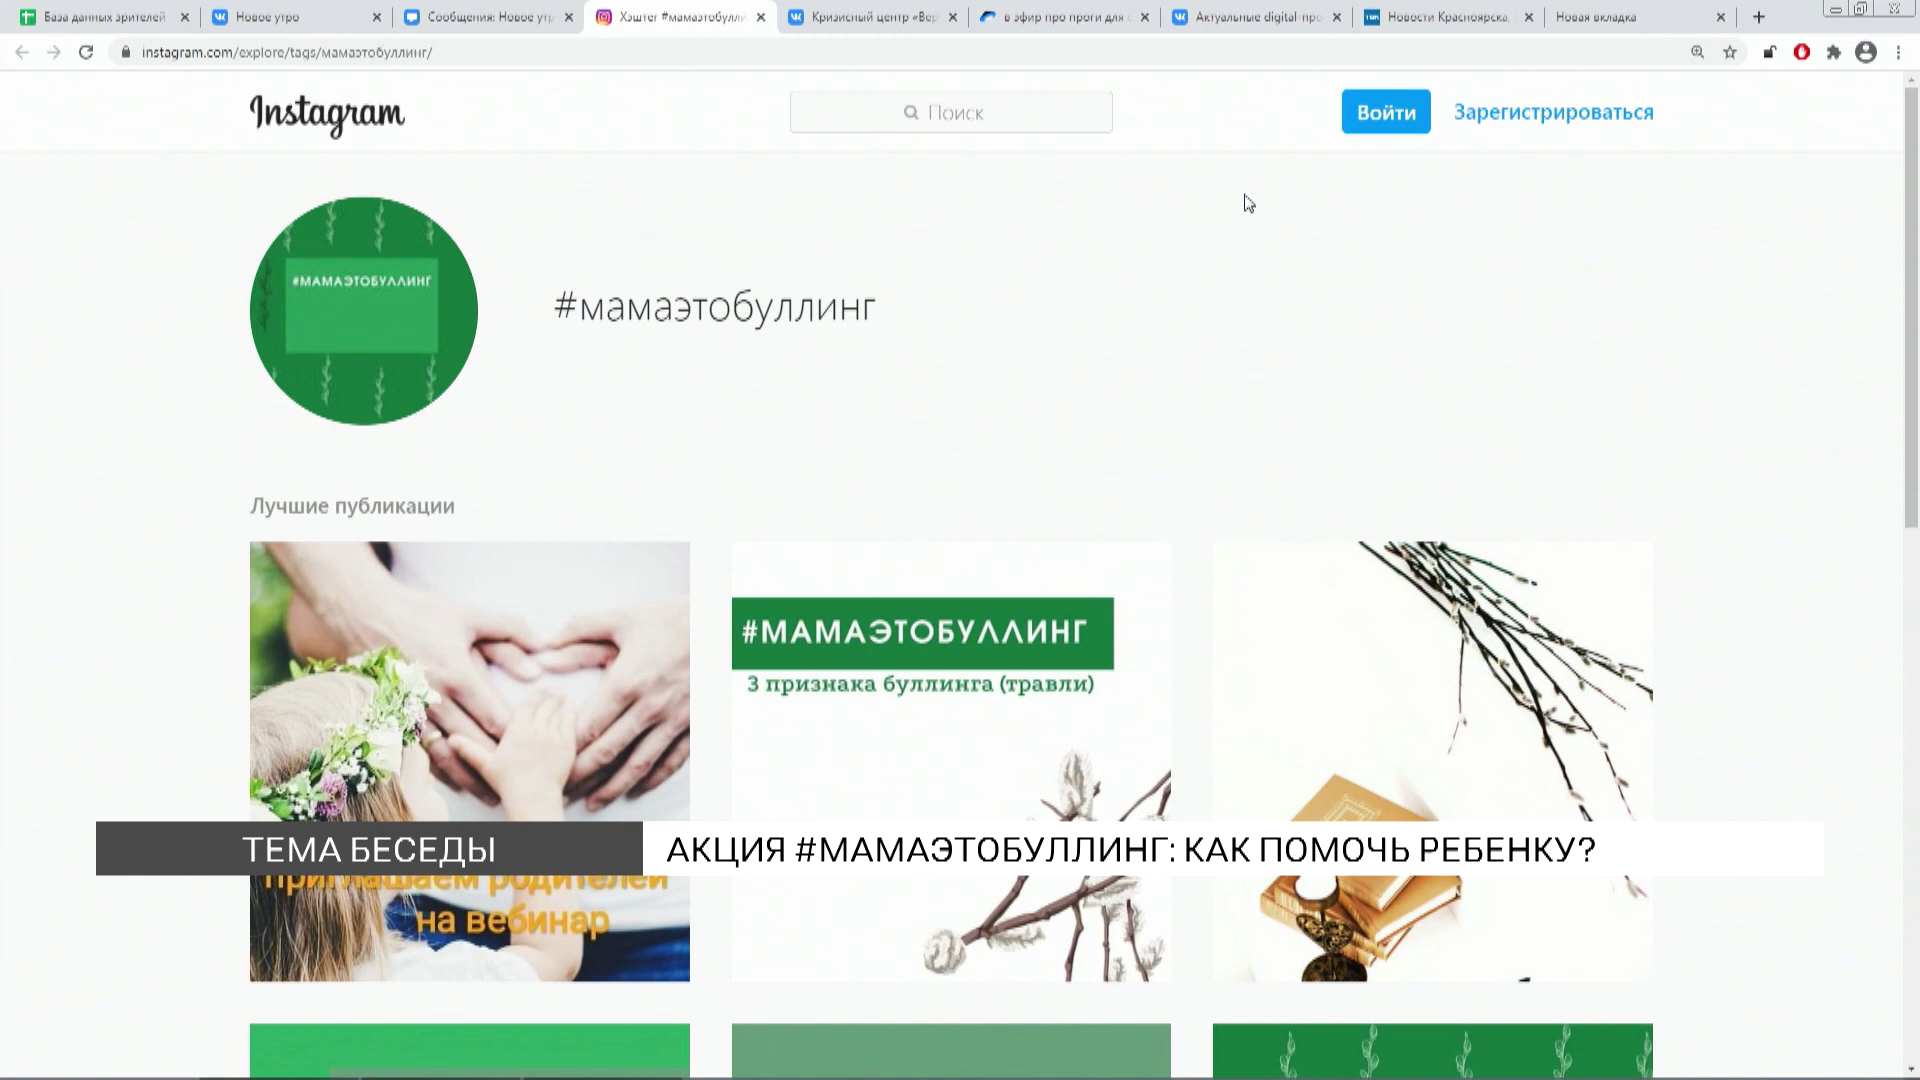 База данных зрителей
Новое утро
Сообщения: Новое утр
Хэштег #мамаэтобулли
Кризисный центр «Вер
в эфир про проги для
Актуальные digital-про
Новости Красноярска,
Новая вкладка
instagram.com/explore/tags/мамаэтобуллинг/
Instagram
Поиск
Войти
Зарегистрироваться
#МАМАЭТОБУЛЛИНГ
#мамаэтобуллинг
Лучшие публикации
#МАМАЭТОБУЛЛИНГ
3 признака буллинга (травли)
ТЕМА БЕСЕДЫ
АКЦИЯ #МАМАЭТОБУЛЛИНГ: КАК ПОМОЧЬ РЕБЕНКУ?
приглашаем родителей
на вебинар